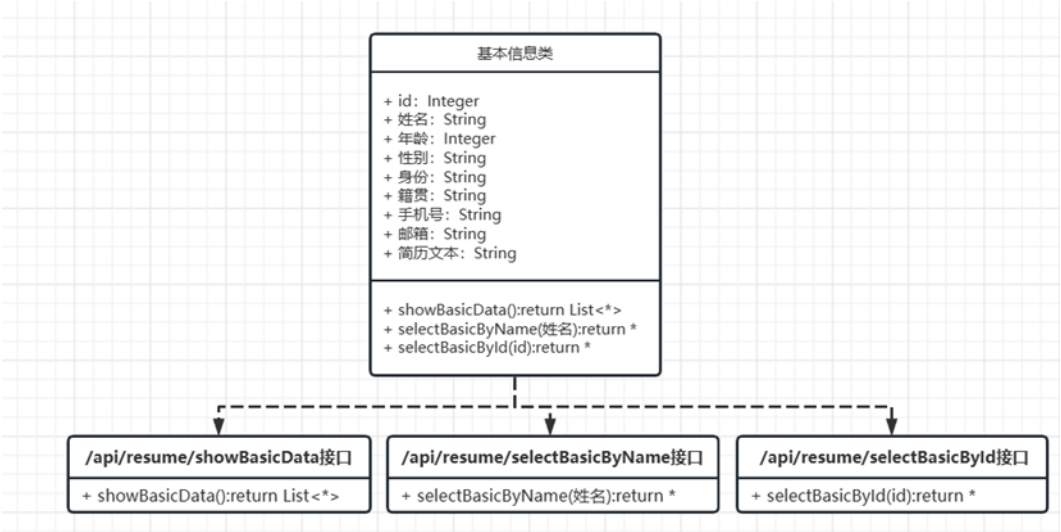 基本信息类
+ id：Integer
+ 姓名：String
+ 年龄：Integer
+ 性别：String
+ 身份：String
+ 籍贯：String
+ 手机号：String
+ 邮箱：String
+ 简历文本：String
+ showBasicData():return List<*>
+ selectBasicByName(姓名):return *
+ selectBasicById(id):return *
/api/resume/showBasicData接口
+ showBasicData():return List<*>
/api/resume/selectBasicByName接口
+ selectBasicByName(姓名):return *
/api/resume/selectBasicById接口
+ selectBasicById(id):return *